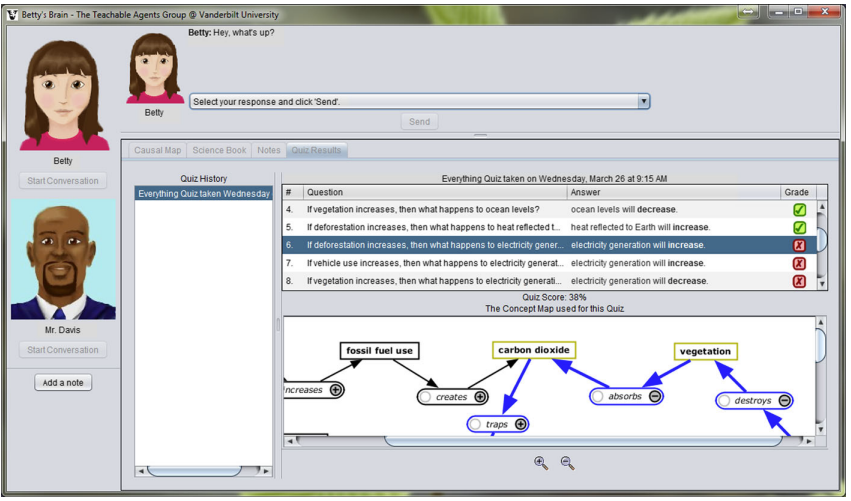 Betty's Brain - The Teachable Agents Group @ Vanderbilt University
Betty: Hey, what's up?
Betty
Select your response and click 'Send'.
Send
Betty
Start Conversation
Mr. Davis
Start Conversation
Add a note
Causal Map Science Book Notes Quiz Results
Quiz History
Everything Quiz taken Wednesday
Everything Quiz taken on Wednesday, March 26 at 9:15 AM
# Question Answer Grade
4. If vegetation increases, then what happens to ocean levels? ocean levels will decrease.
5. If deforestation increases, then what happens to heat reflected t... heat reflected to Earth will increase.
6. If deforestation increases, then what happens to electricity gener... electricity generation will increase.
7. If vehicle use increases, then what happens to electricity generat... electricity generation will increase.
8. If vegetation increases, then what happens to electricity generati... electricity generation will decrease.
Quiz Score: 38%
The Concept Map used for this Quiz
fossil fuel use
carbon dioxide
vegetation
increases
creates
absorbs
destroys
traps